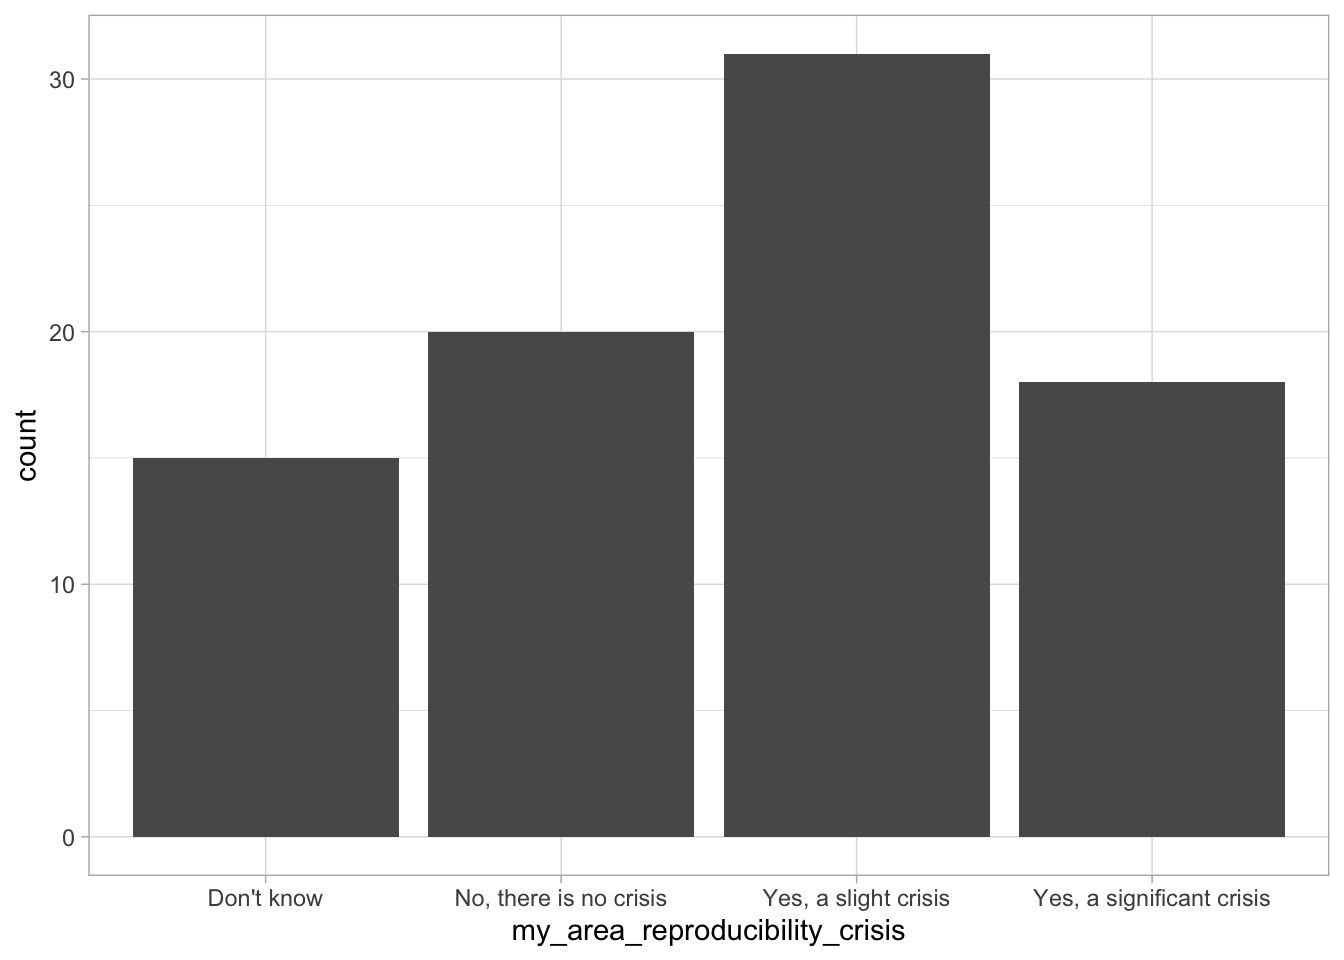 30
20
10
0
count
Don't know
No, there is no crisis
Yes, a slight crisis
Yes, a significant crisis
my_area_reproducibility_crisis